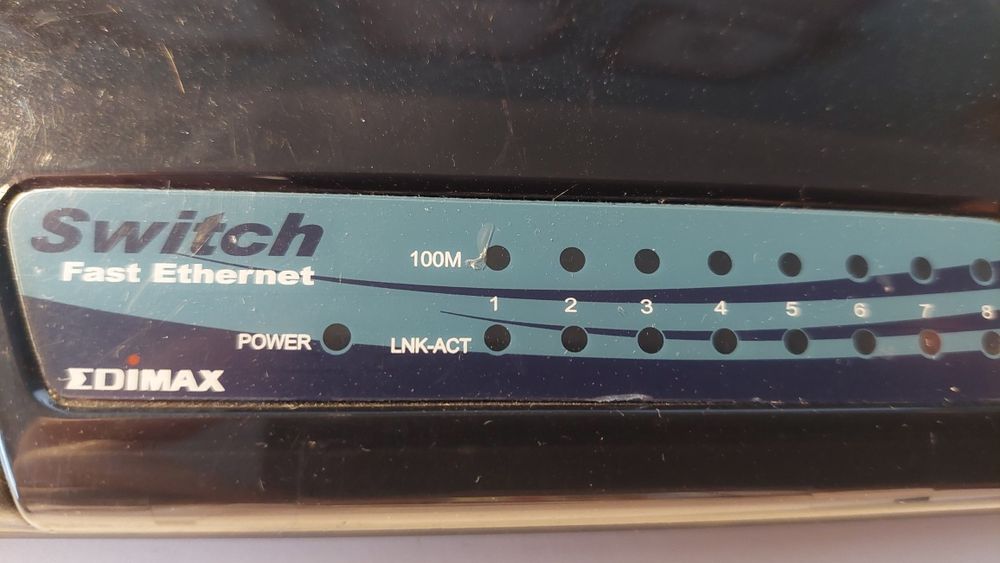 Switch
Fast Ethernet
100M
1 2 3 4 5 6 7 8
POWER
LNK-ACT
EDiMAX